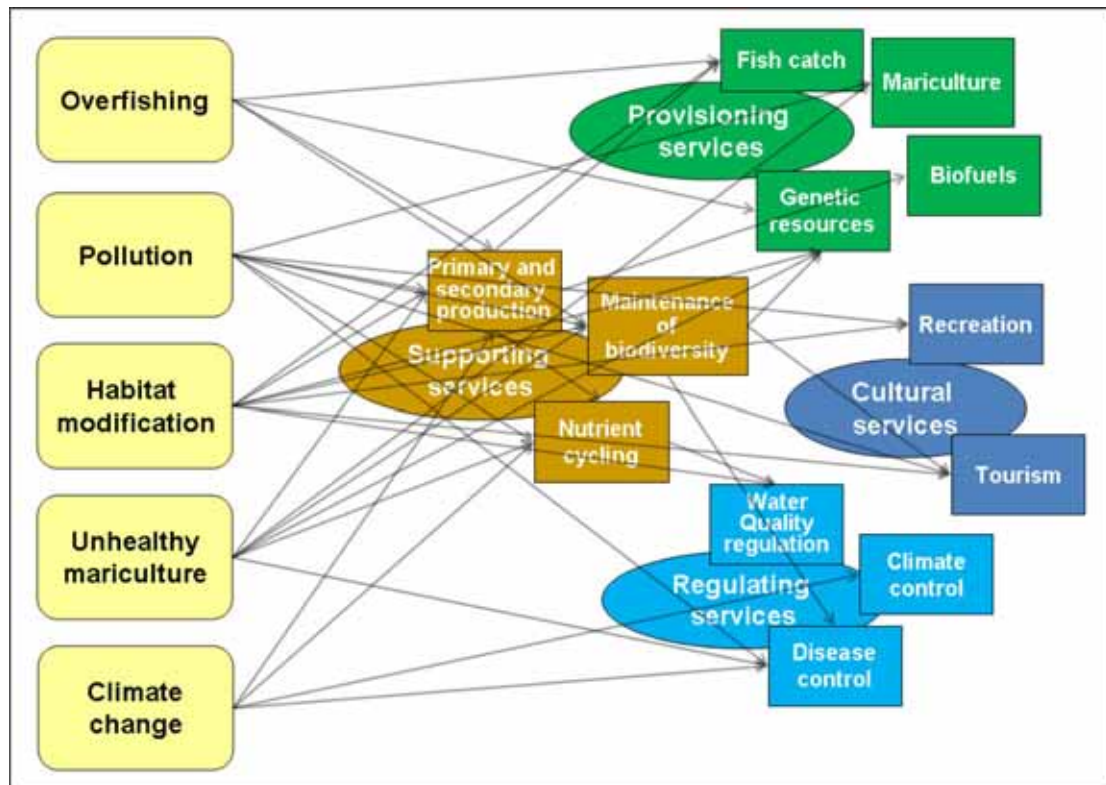 Overfishing
Pollution
Habitat
modification
Unhealthy
mariculture
Climate
change
Fish catch
Mariculture
Provisioning
services
Biofuels
Genetic
resources
Primary and
secondary
production
Maintenance
of
biodiversity
Supporting
services
Nutrient
cycling
Recreation
Cultural
services
Tourism
Water
Quality
regulation
Climate
control
Regulating
services
Disease
control